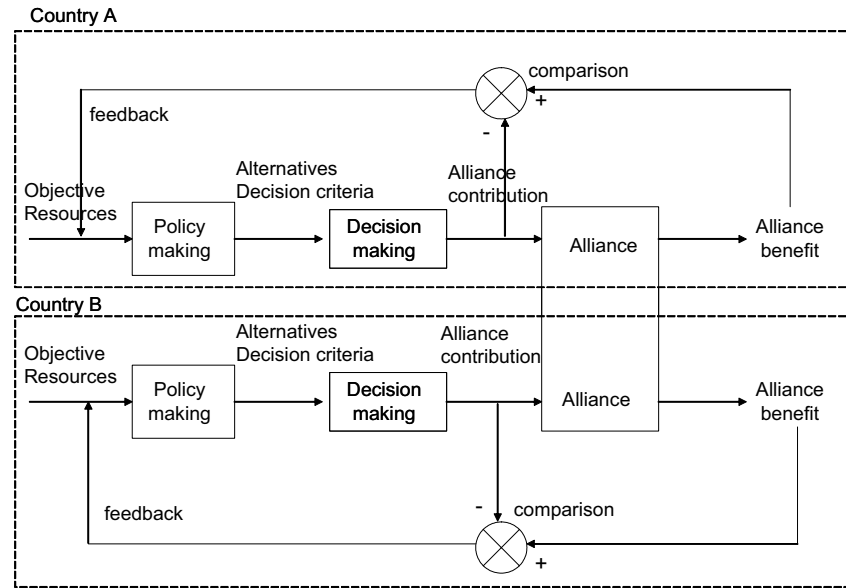 Country A
comparison
+
feedback
-
Alternatives
Decision criteria
Alliance
contribution
Objective
Resources
Policy
making
Decision
making
Alliance
Alliance
benefit
Country B
Objective
Resources
Alternatives
Decision criteria
Alliance
contribution
Policy
making
Decision
making
Alliance
Alliance
benefit
feedback
-
comparison
+